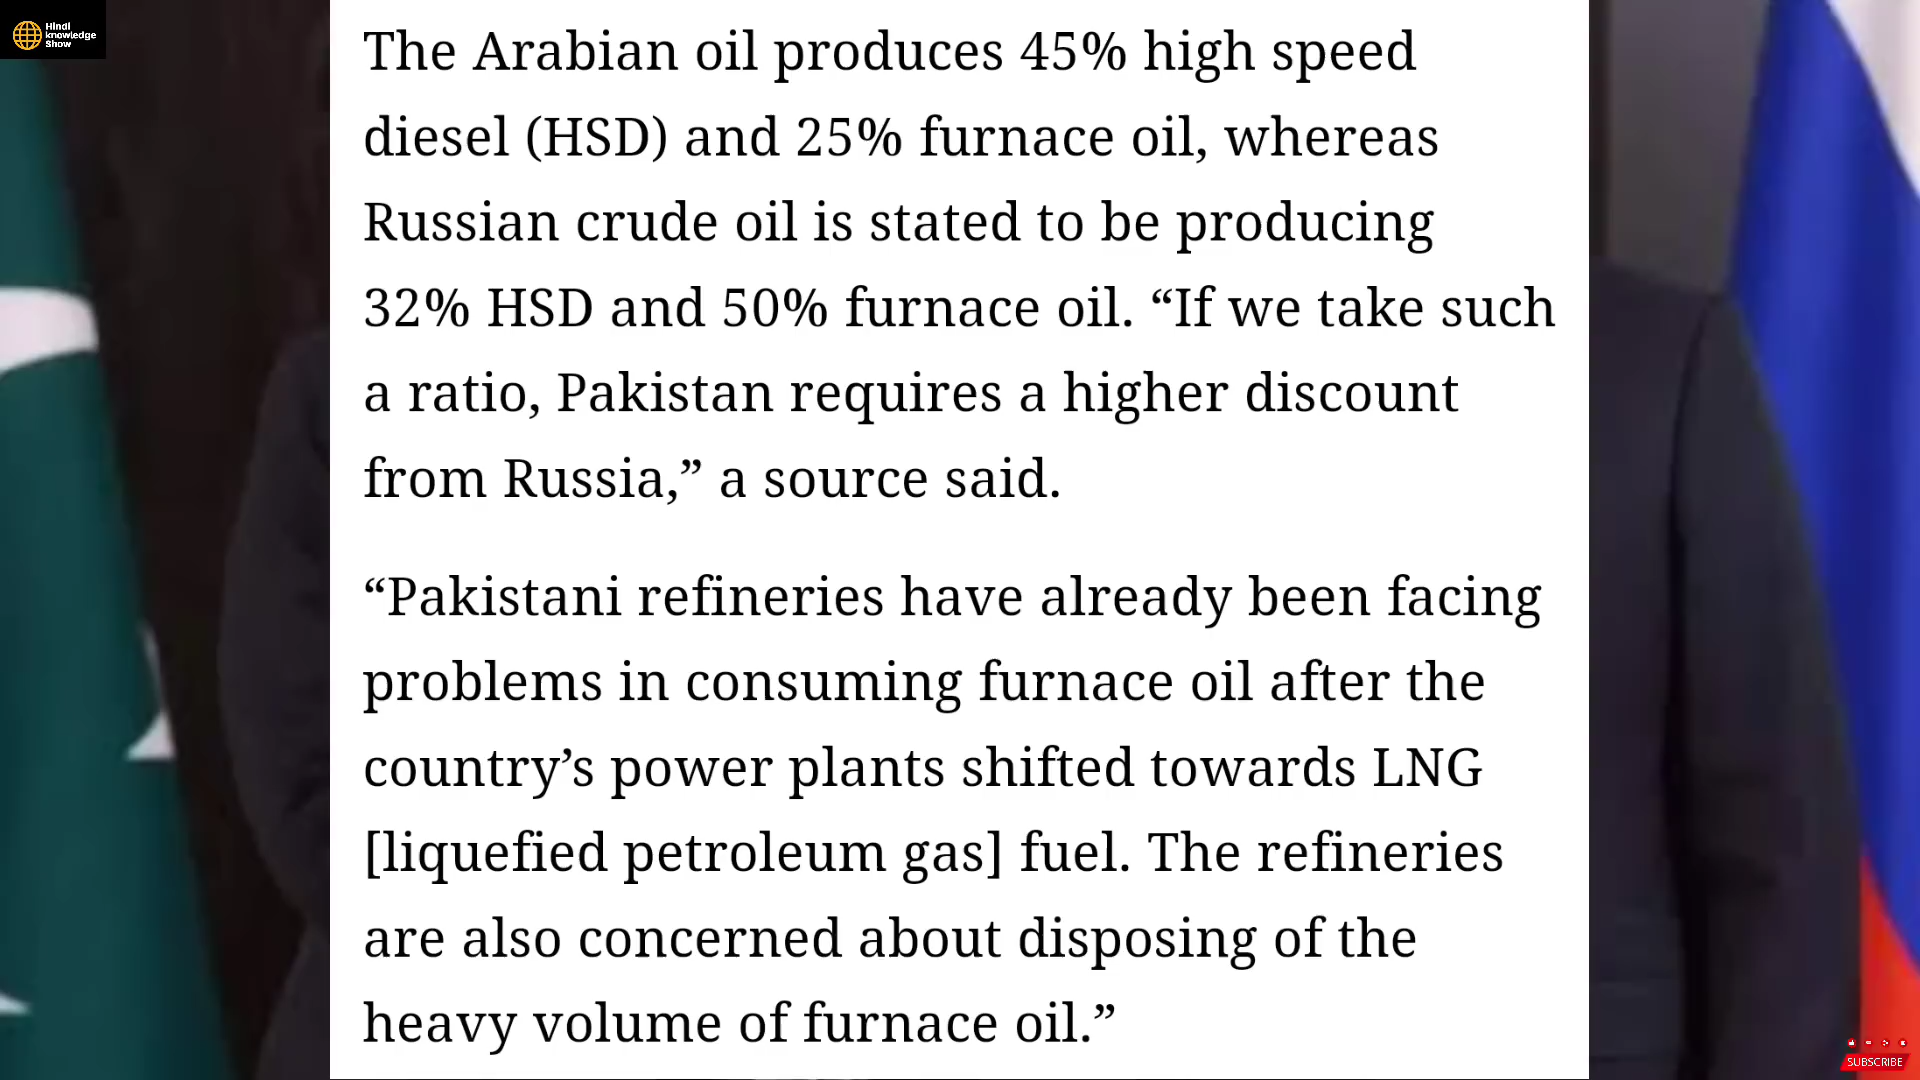 Hindi
knowledge
Show
The Arabian oil produces 45% high speed
diesel (HSD) and 25% furnace oil, whereas
Russian crude oil is stated to be producing
32% HSD and 50% furnace oil. “If we take such
a ratio, Pakistan requires a higher discount
from Russia,” a source said.
“Pakistani refineries have already been facing
problems in consuming furnace oil after the
country’s power plants shifted towards LNG
[liquefied petroleum gas] fuel. The refineries
are also concerned about disposing of the
heavy volume of furnace oil.”
SUBSCRIBE